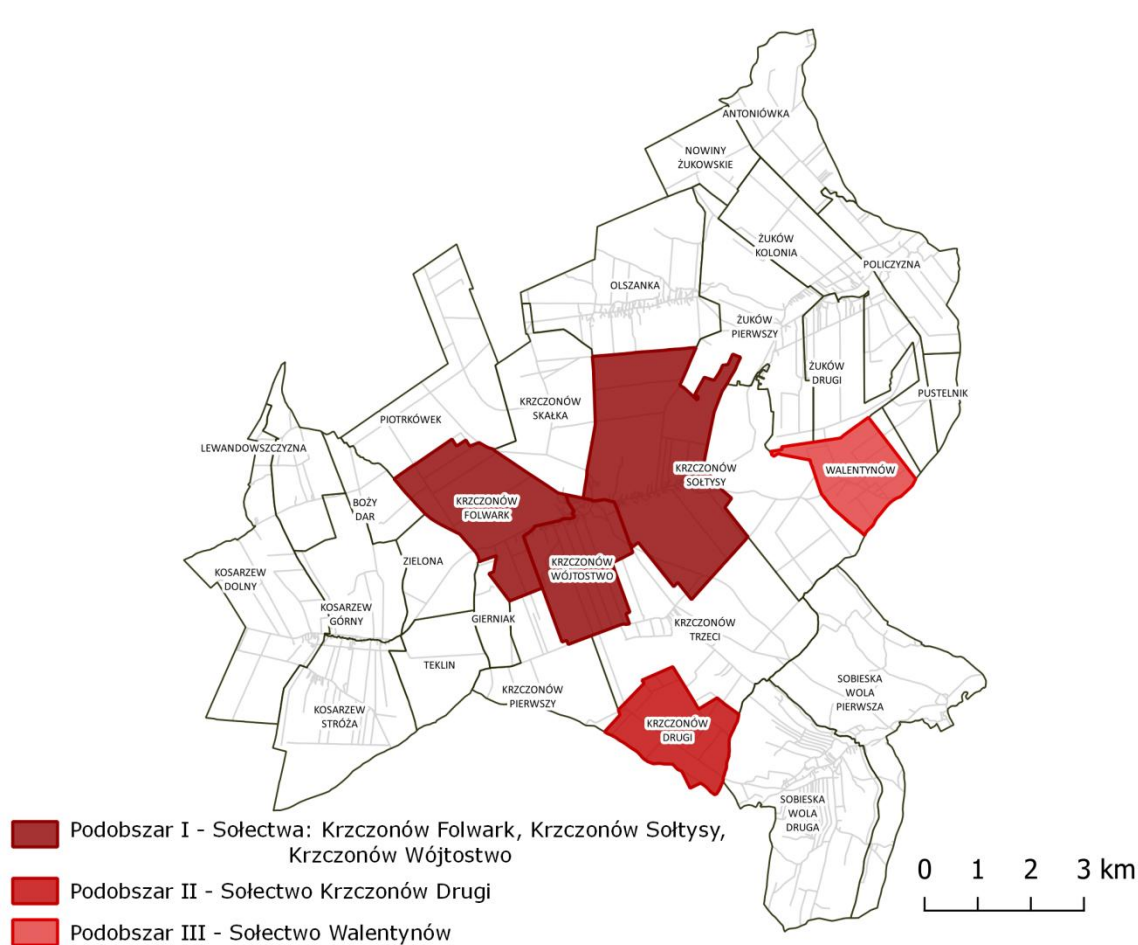 ANTONIÓWKA
NOWINY
ŻUKOWSKIE
ŻUKÓW
KOLONIA
POLICZYZNA
OLSZANKA
ŻUKÓW
PIERWSZY
ŻUKÓW
DRUGI
PUSTELNIK
KRZCZONÓW
SKAŁKA
PIOTRKÓWEK
LEWANDOWSZCZYZNA
KRZCZONÓW
SOŁTYSY
WALENTYNÓW
KRZCZONÓW
FOLWARK
BOŻY
DAR
ZIELONA
KRZCZONÓW
WÓJTOSTWO
KOSARZEW
DOLNY
KOSARZEW
GÓRNY
GIERNIAK
KRZCZONÓW
TRZECI
TEKLIN
KRZCZONÓW
PIERWSZY
SOBIESKA
WOLA
PIERWSZA
KOSARZEW
STRÓŻA
KRZCZONÓW
DRUGI
SOBIESKA
WOLA
DRUGA
Podobszar I - Sołectwa: Krzczonów Folwark, Krzczonów Sołtysy,
Krzczonów Wójtostwo
Podobszar II - Sołectwo Krzczonów Drugi
Podobszar III - Sołectwo Walentynów
0 1 2 3 km